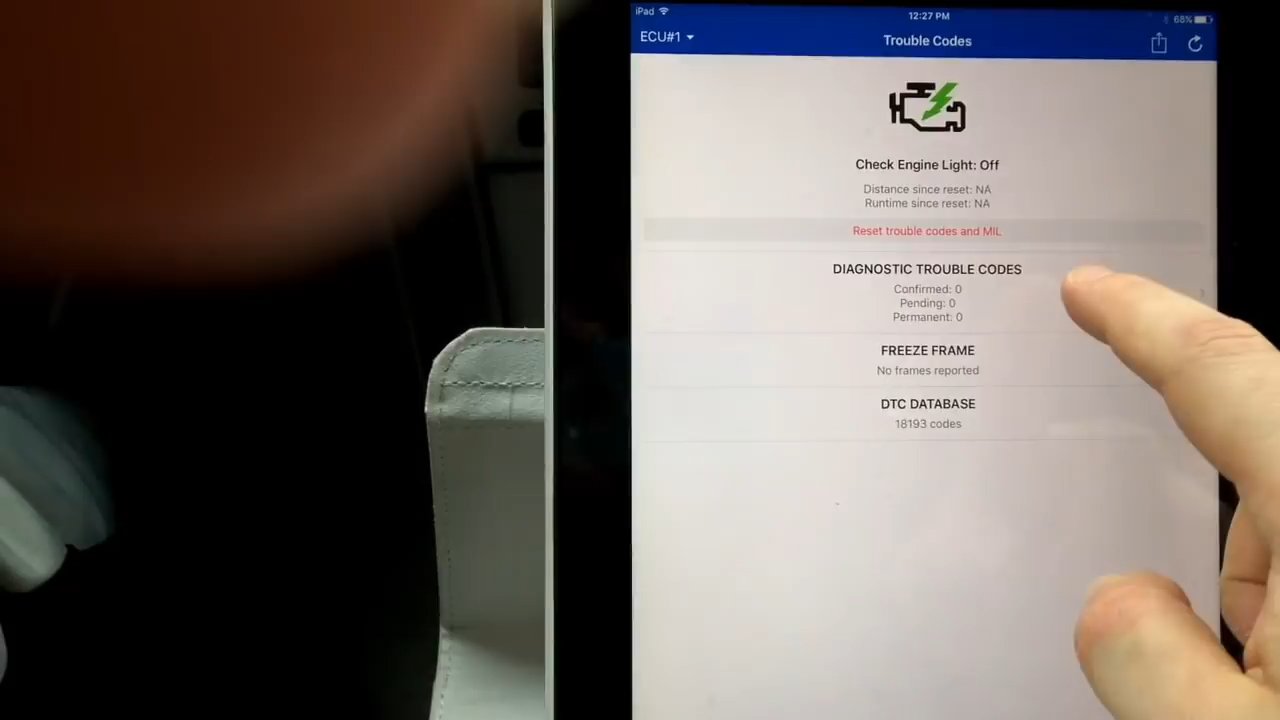 iPad
12:27 PM
68%
ECU#1
Trouble Codes
Check Engine Light: Off
Distance since reset: NA
Runtime since reset: NA
Reset trouble codes and MIL
DIAGNOSTIC TROUBLE CODES
Confirmed: 0
Pending: 0
Permanent: 0
FREEZE FRAME
No frames reported
DTC DATABASE
18193 codes